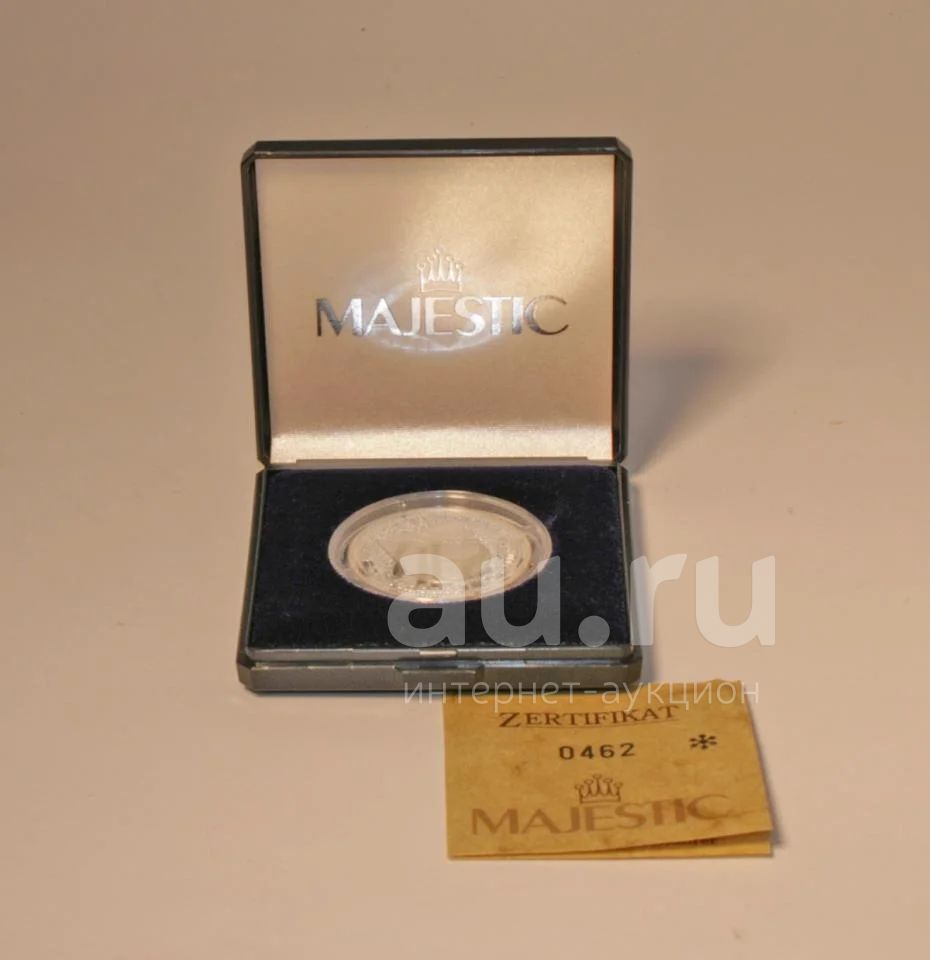 MAJESTIC
au.ru
интернет-аукцион
ZERTIFIKAT
0462 *
MAJESTIC